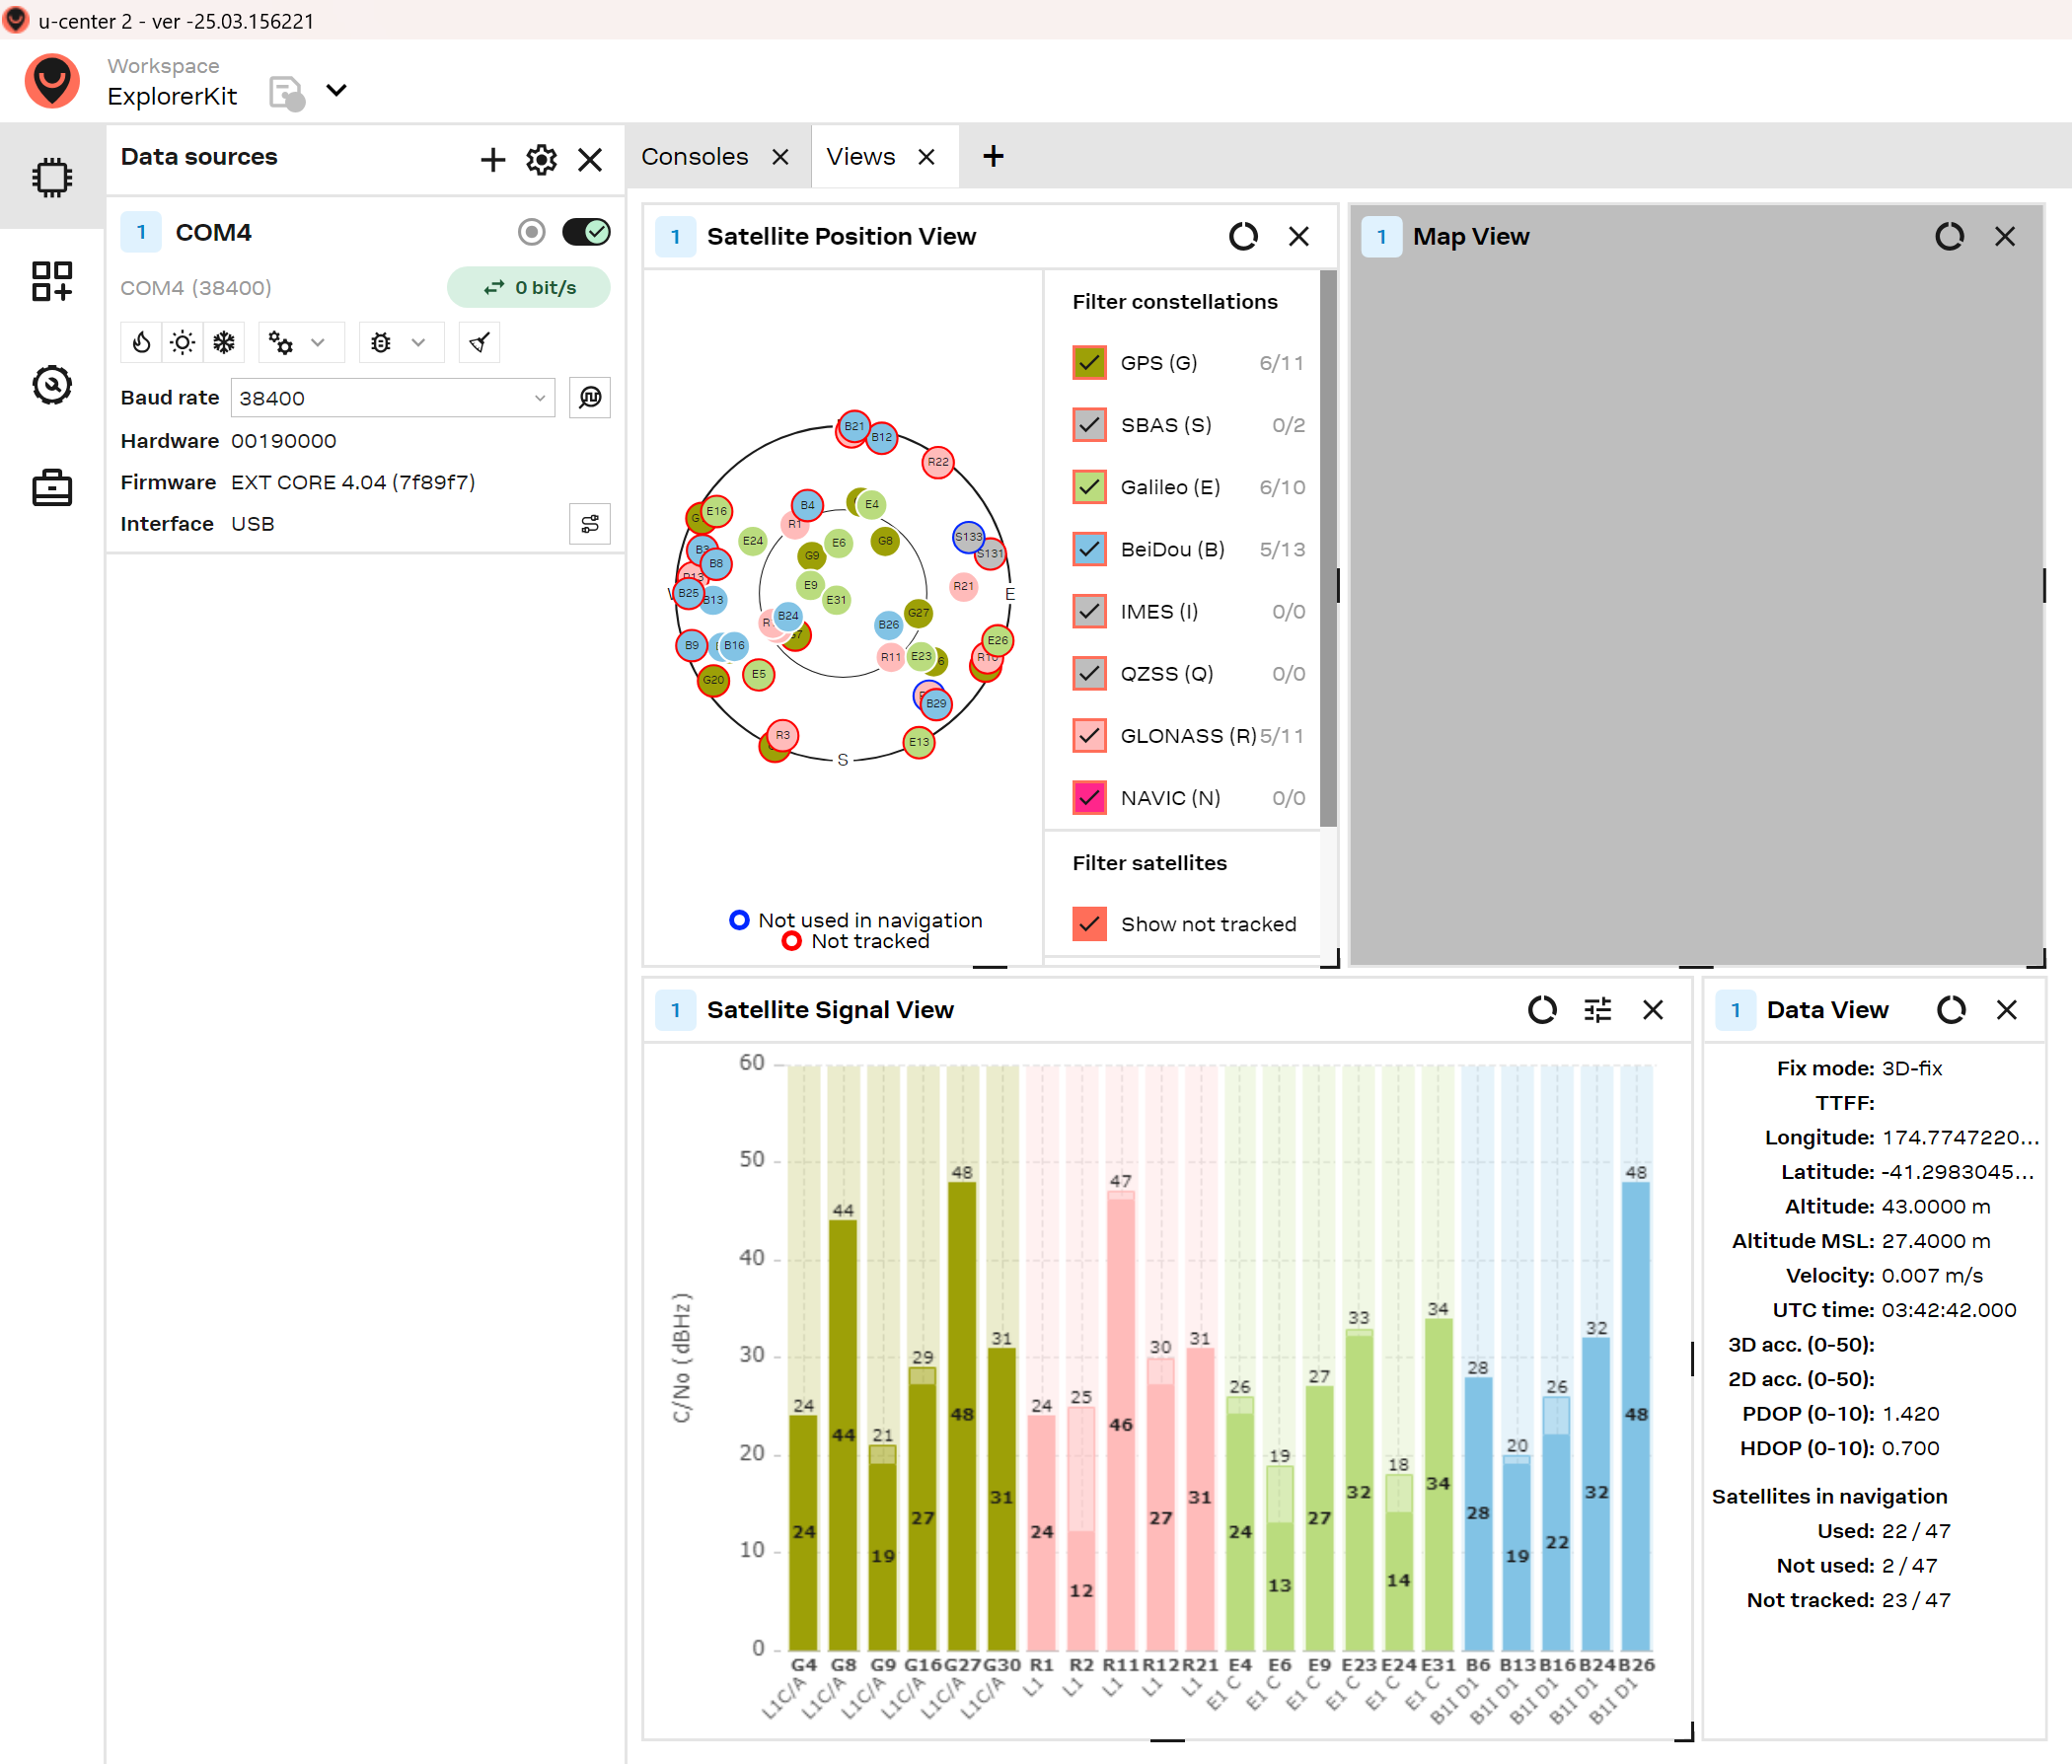 u-center 2 - ver -25.03.156221
Workspace
ExplorerKit
Data sources
1 COM4
COM4 (38400)
0 bit/s
Baud rate 38400
Hardware 00190000
Firmware EXT CORE 4.04 (7f89f7)
Interface USB
Consoles
Views
1 Satellite Position View
B21
B12
R22
B4
E4
R1
E16
E24
E6
G8
S133
S131
G9
B8
E9
R21
B25
B13
E31
E
B24
G27
B26
E26
B9
B16
R11
E23
G20
E5
B29
R3
E13
S
Not used in navigation
Not tracked
Filter constellations
GPS (G) 6/11
SBAS (S) 0/2
Galileo (E) 6/10
BeiDou (B) 5/13
IMES (I) 0/0
QZSS (Q) 0/0
GLONASS (R) 5/11
NAVIC (N) 0/0
Filter satellites
Show not tracked
1 Map View
1 Satellite Signal View
C/No (dBHz)
60
50
40
30
20
10
0
24 44 21 29 48 31 24 25 47 30 31 26 19 27 33 18 34 28 20 26 32 48
24 44 19 27 48 31 24 12 46 27 31 24 13 27 32 14 34 28 19 22 32 48
G4 G8 G9 G16 G27 G30 R1 R2 R11 R12 R21 E4 E6 E9 E23 E24 E31 B6 B13 B16 B24 B26
L1C/A L1C/A L1C/A L1C/A L1C/A L1C/A L1 L1 L1 L1 L1 E1 C E1 C E1 C E1 C E1 C E1 C B1I D1 B1I D1 B1I D1 B1I D1 B1I D1
1 Data View
Fix mode: 3D-fix
TTFF:
Longitude: 174.7747220...
Latitude: -41.2983045...
Altitude: 43.0000 m
Altitude MSL: 27.4000 m
Velocity: 0.007 m/s
UTC time: 03:42:42.000
3D acc. (0-50):
2D acc. (0-50):
PDOP (0-10): 1.420
HDOP (0-10): 0.700
Satellites in navigation
Used: 22 / 47
Not used: 2 / 47
Not tracked: 23 / 47